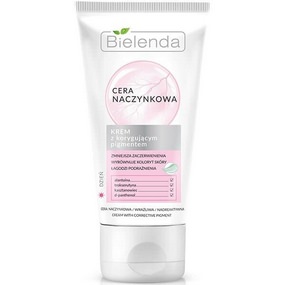 Bielenda
CERA
NACZYNKOWA
KREM
z korygującym
pigmentem
ZMNIEJSZA ZACZERWIENIENIA
WYRÓWNUJE KOLORYT SKÓRY
ŁAGODZI PODRAŻNIENIA
DZIEŃ
d-panthenol
CERA NACZYNKOWA / WRAŻLIWA / NADREAKTYWNA
CREAM WITH CORRECTIVE PIGMENT